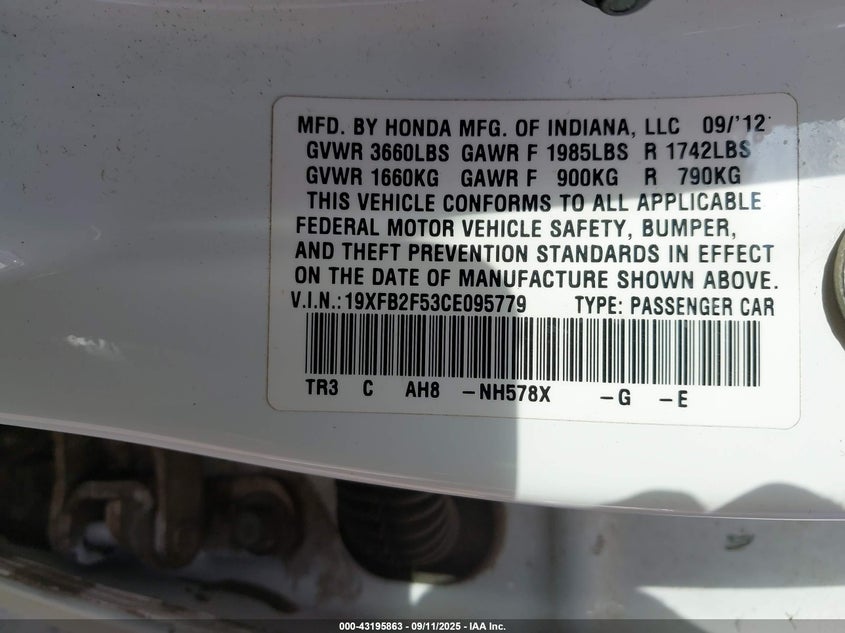 MFD. BY HONDA MFG. OF INDIANA, LLC 09/'12
GVWR 3660LBS GAWR F 1985LBS R 1742LBS
GVWR 1660KG GAWR F 900KG R 790KG
THIS VEHICLE CONFORMS TO ALL APPLICABLE
FEDERAL MOTOR VEHICLE SAFETY, BUMPER,
AND THEFT PREVENTION STANDARDS IN EFFECT
ON THE DATE OF MANUFACTURE SHOWN ABOVE.
V.I.N.:19XFB2F53CE095779 TYPE: PASSENGER CAR
TR3 C AH8 -NH578X -G -E
000-43195863 - 09/11/2025 - IAA Inc.